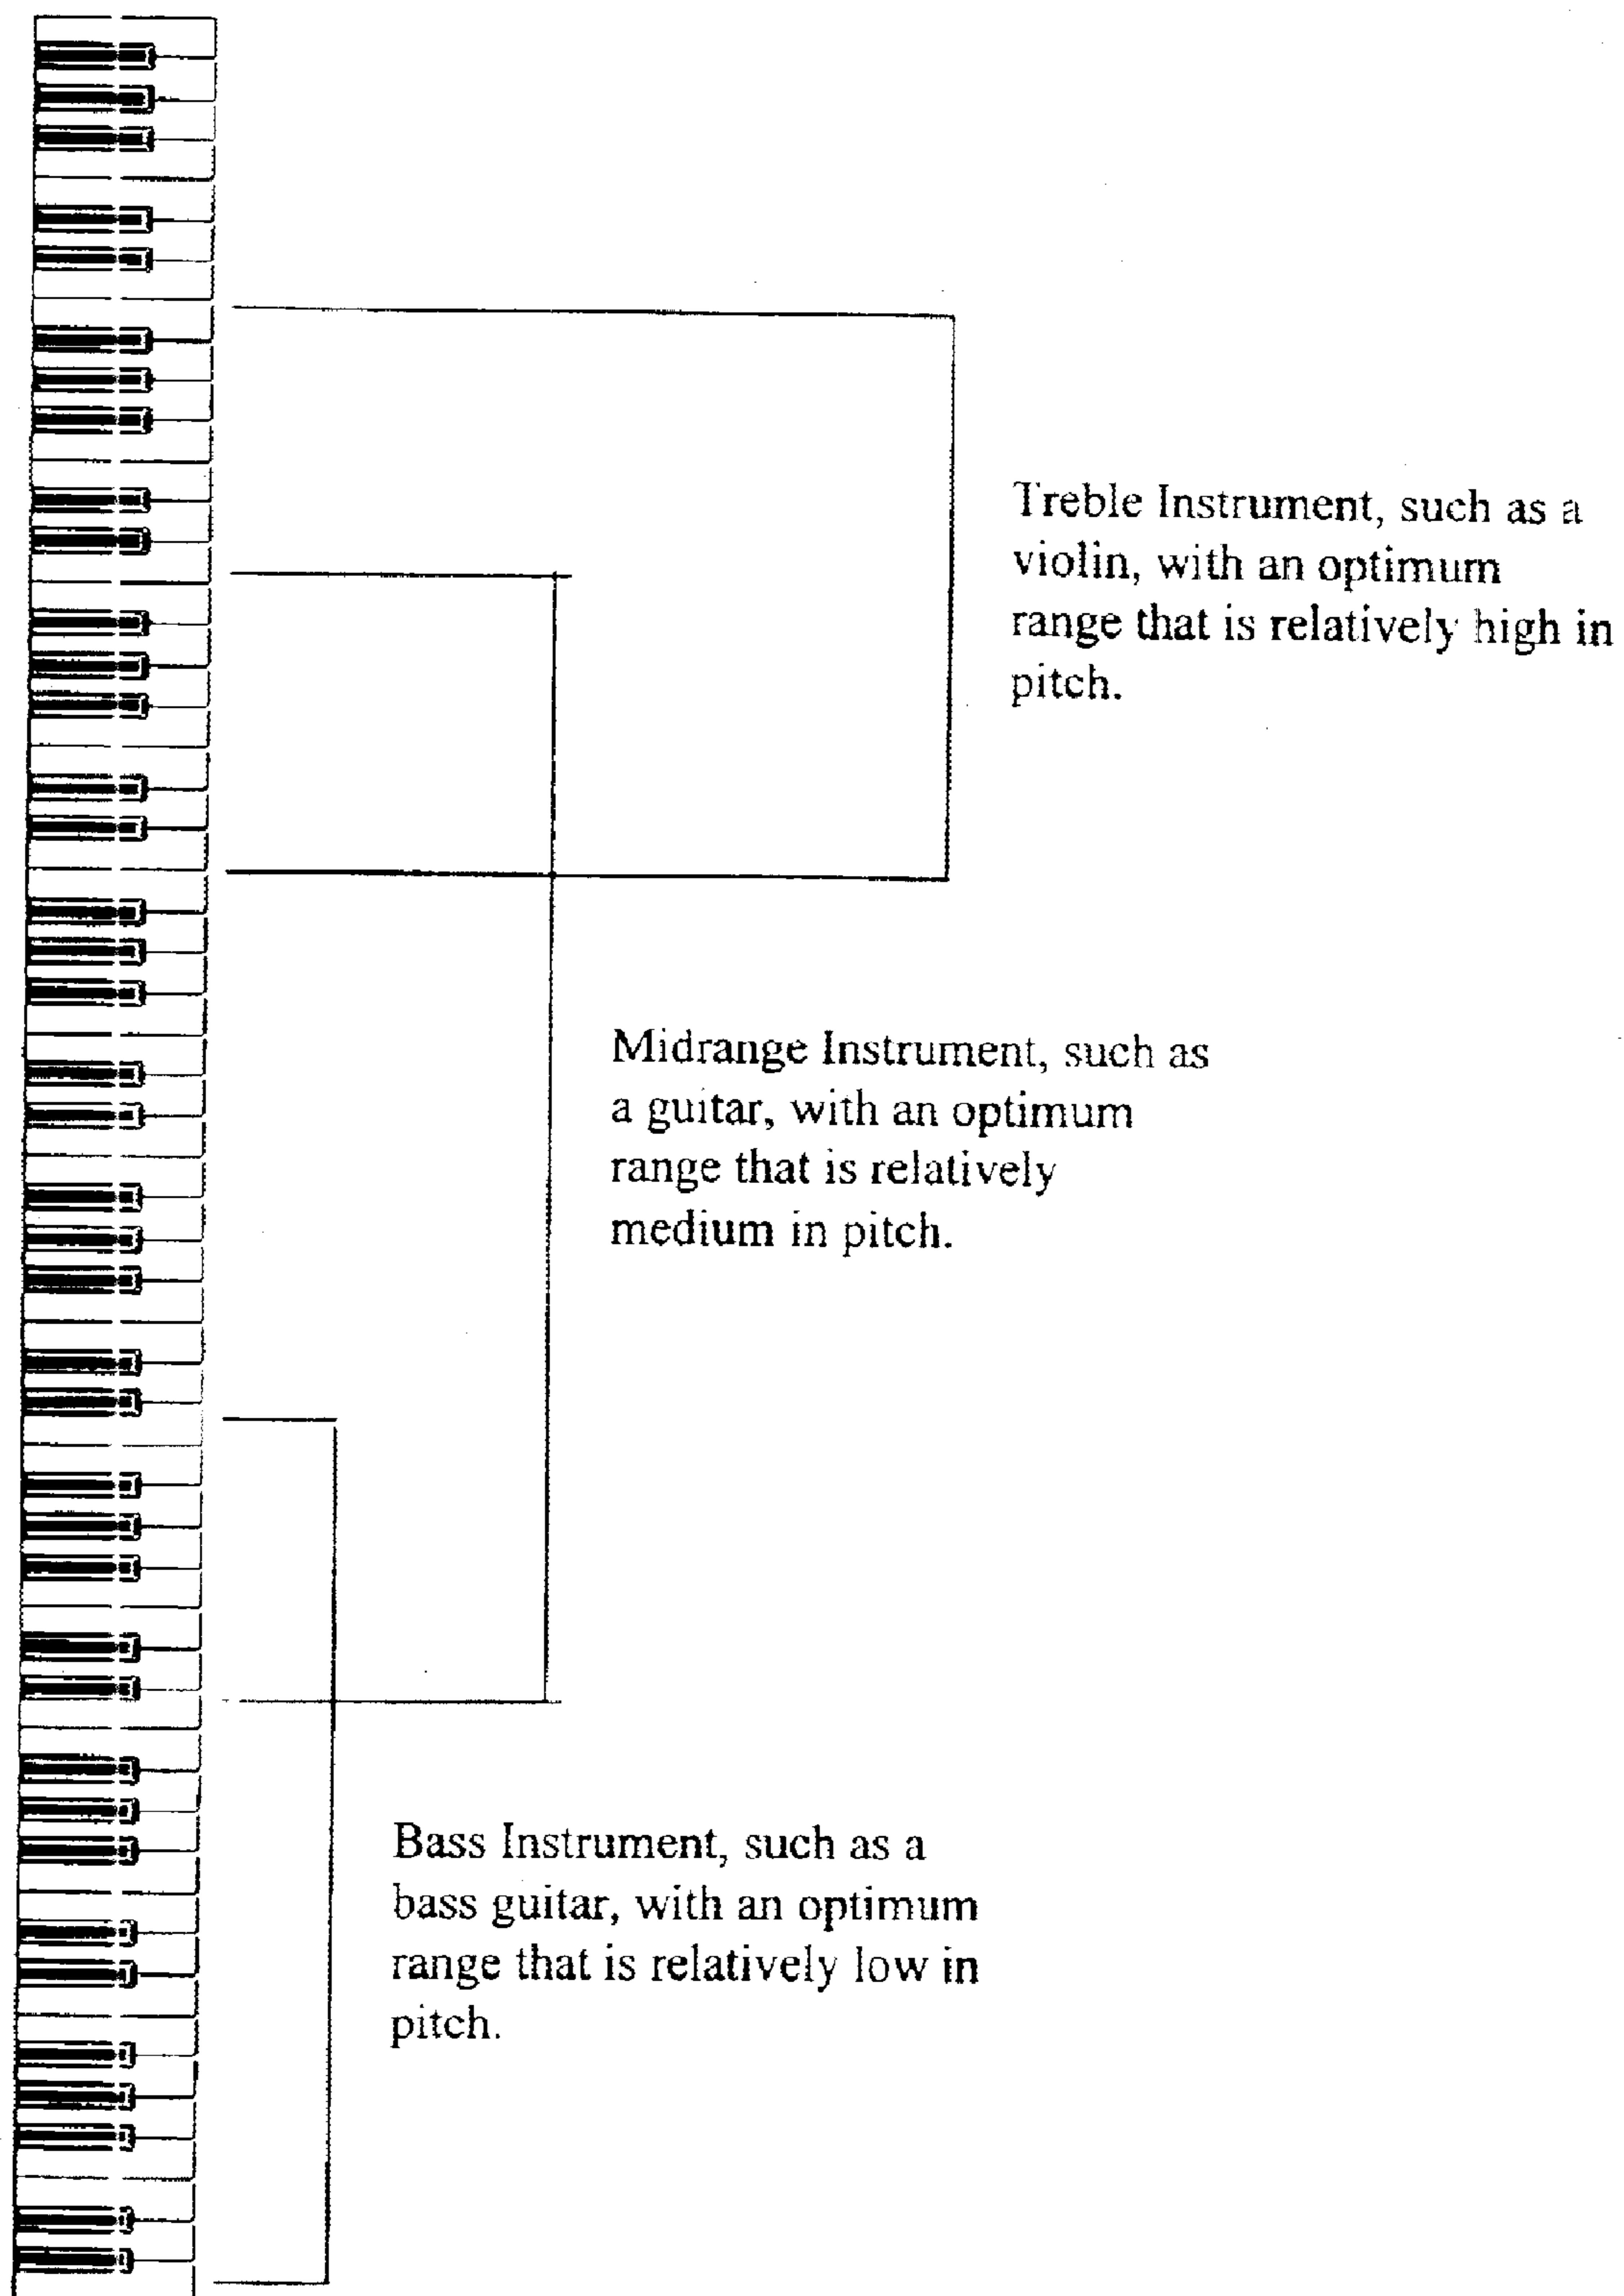 Treble Instrument, such as a
violin, with an optimum
range that is relatively high in
pitch.
Midrange Instrument, such as
a guitar, with an optimum
range that is relatively
medium in pitch.
Bass Instrument, such as a
bass guitar, with an optimum
range that is relatively low in
pitch.